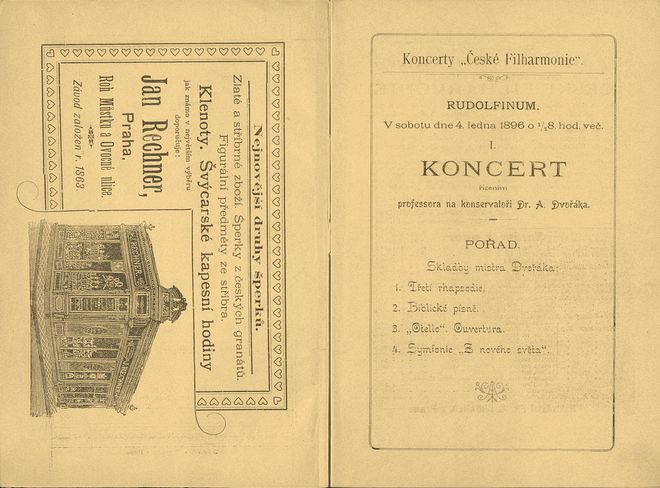 Nejnovější druhy šperků.
Zlaté a stříbrné zboží. Šperky z českých granátů.
Figurální předměty ze stříbra.
Klenoty. Švýcarské kapesní hodiny
jak známo v největším výběru
doporučuje:
Jan Rechner,
Praha.
Roh Můstku a Ovocné ulice.
Závod založen r. 1863.
J. RECHNER
Koncerty „České Filharmonie“.
RUDOLFINUM.
V sobotu dne 4. ledna 1896 o ½8. hod. več.
I.
KONCERT
řízením
professora na konservatoři Dr. A. Dvořáka.
POŘAD.
Skladby mistra Dvořáka:
1. Třetí rhapsodie.
2. Biblické písně.
3. „Otello“. Ouvertura.
4. Symfonie „Z nového světa“.